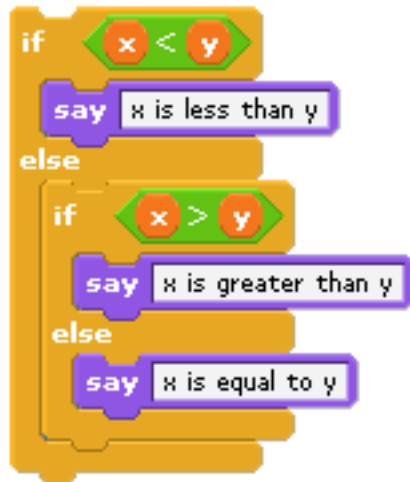 if x < y
say x is less than y
else
if x > y
say x is greater than y
else
say x is equal to y